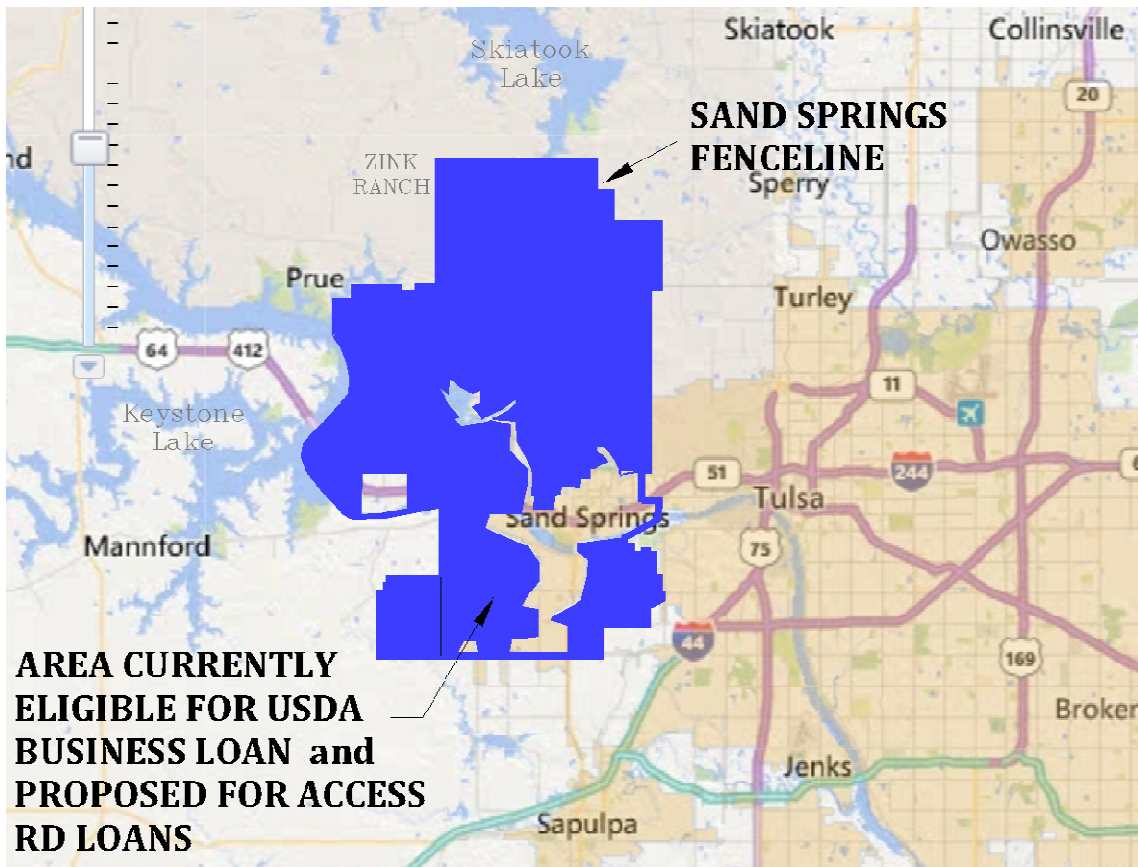 Skiatook
Lake
Skiatook
Collinsville
20
SAND SPRINGS
FENCELINE
nd
ZINK
RANCH
Sperry
Owasso
Prue
Turley
64
412
11
Keystone
Lake
51
244
6
Tulsa
Sand Springs
Mannford
75
44
169
AREA CURRENTLY
ELIGIBLE FOR USDA
BUSINESS LOAN and
PROPOSED FOR ACCESS
RD LOANS
Broker
Jenks
Sapulpa